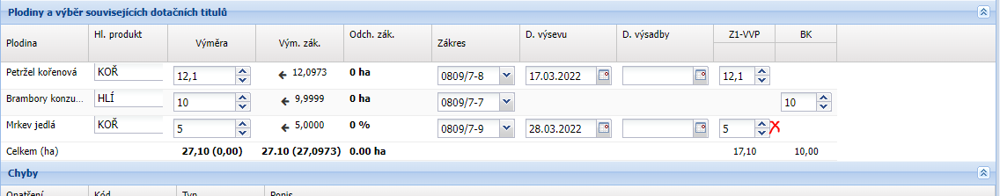 Plodiny a výběr souvisejících dotačních titulů
Plodina Hl. produkt Výměra Vým. zák. Odch. zák. Zákres D. výsevu D. výsadby Z1-VVP BK
Petržel kořenová KOŘ 12,1 12,0973 0 ha 0809/7-8 17.03.2022 12,1
Brambory konzu... HLÍ 10 9,9999 0 ha 0809/7-7 10
Mrkev jedlá KOŘ 5 5,0000 0 % 0809/7-9 28.03.2022 5
Celkem (ha) 27,10 (0,00) 27.10 (27,0973) 0.00 ha 17,10 10,00
Chyby
Opatření Kód Typ Popis